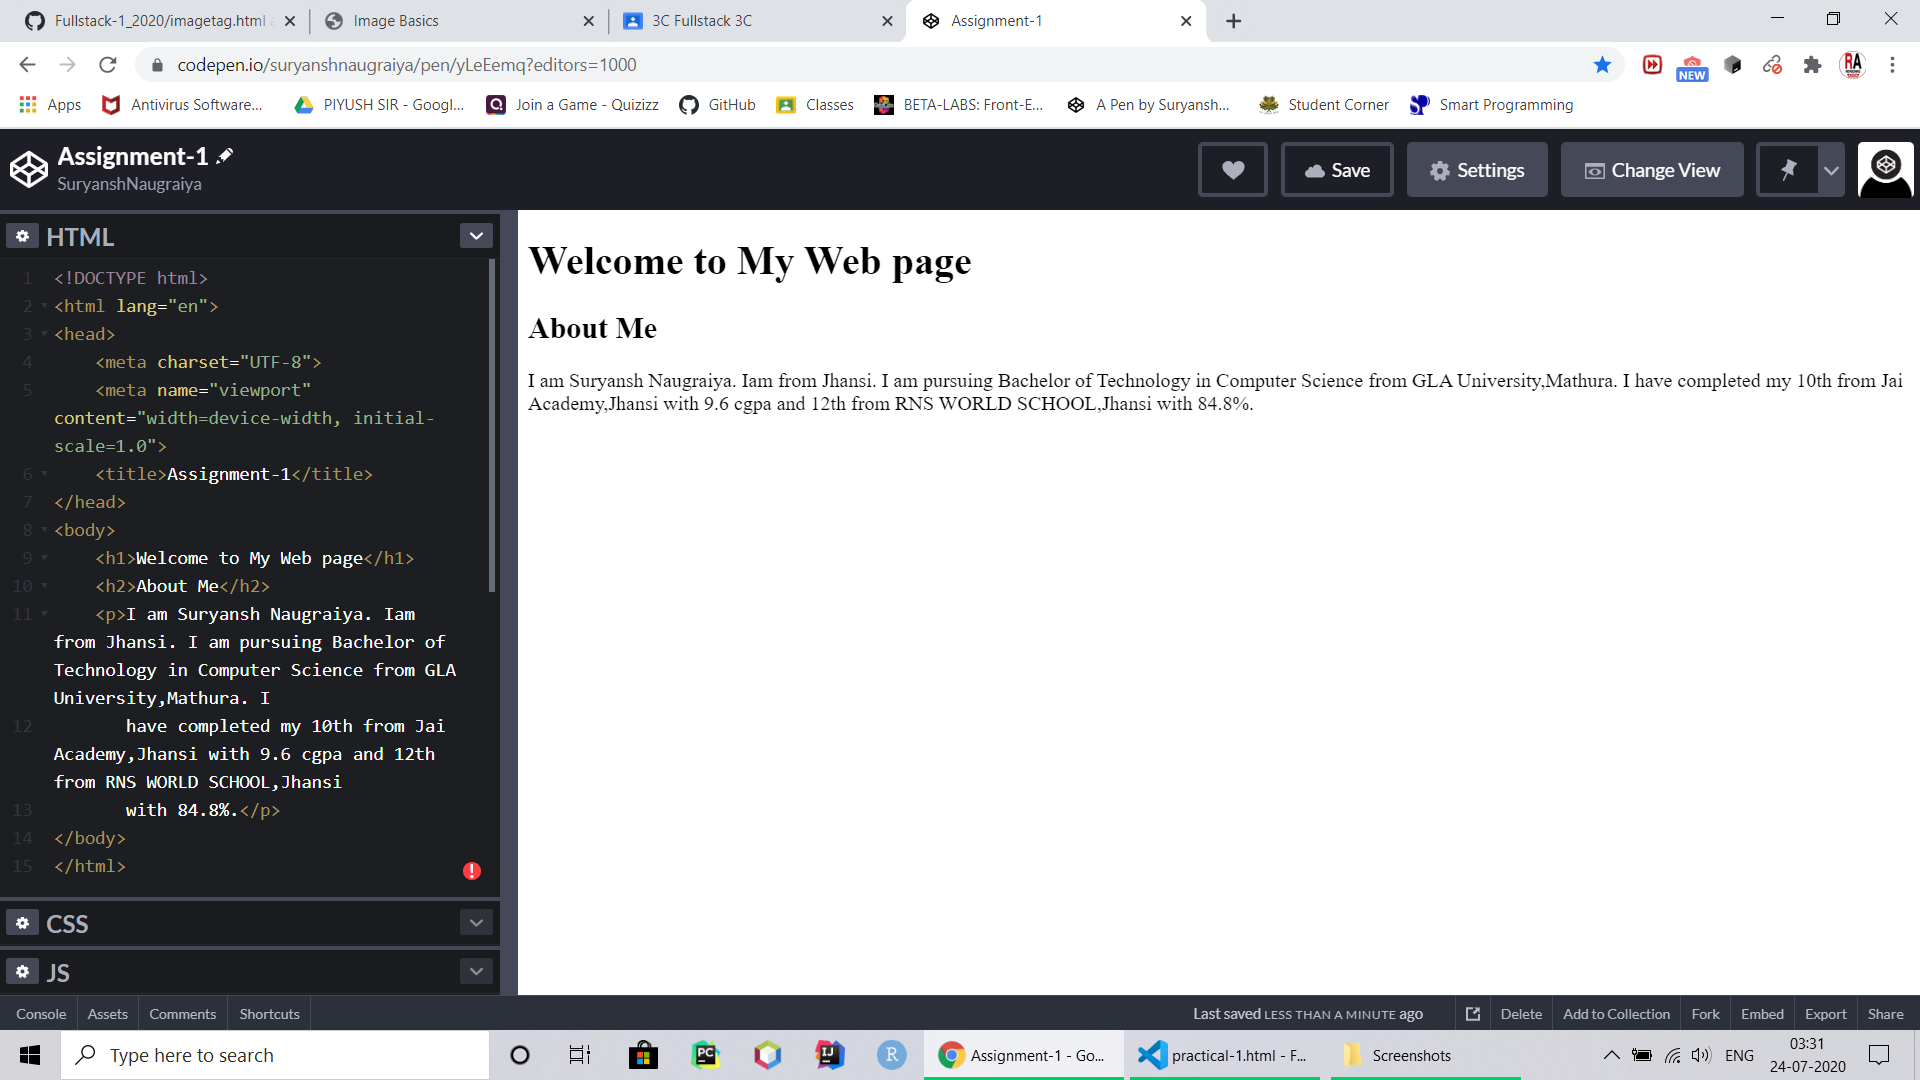 Fullstack-1_2020/imagetag.html
Image Basics
3C Fullstack 3C
Assignment-1
codepen.io/suryanshnaugraiya/pen/yLeEemq?editors=1000
NEW
RA
Apps
Antivirus Software...
PIYUSH SIR - Googl...
Join a Game - Quizizz
GitHub
Classes
BETA-LABS: Front-E...
A Pen by Suryansh...
Student Corner
Smart Programming
Assignment-1
SuryanshNaugraiya
Save
Settings
Change View
HTML
1 <!DOCTYPE html>
2 <html lang="en">
3 <head>
4 <meta charset="UTF-8">
5 <meta name="viewport"
content="width=device-width, initial-
scale=1.0">
6 <title>Assignment-1</title>
7 </head>
8 <body>
9 <h1>Welcome to My Web page</h1>
10 <h2>About Me</h2>
11 <p>I am Suryansh Naugraiya. Iam
from Jhansi. I am pursuing Bachelor of
Technology in Computer Science from GLA
University,Mathura. I
12 have completed my 10th from Jai
Academy,Jhansi with 9.6 cgpa and 12th
from RNS WORLD SCHOOL,Jhansi
13 with 84.8%.</p>
14 </body>
15 </html>
CSS
JS
Welcome to My Web page
About Me
I am Suryansh Naugraiya. Iam from Jhansi. I am pursuing Bachelor of Technology in Computer Science from GLA University,Mathura. I have completed my 10th from Jai
Academy,Jhansi with 9.6 cgpa and 12th from RNS WORLD SCHOOL,Jhansi with 84.8%.
Console
Assets
Comments
Shortcuts
Last saved LESS THAN A MINUTE ago
Delete
Add to Collection
Fork
Embed
Export
Share
Type here to search
PC
IJ
R
Assignment-1 - Go...
practical-1.html - F...
Screenshots
ENG
03:31
24-07-2020